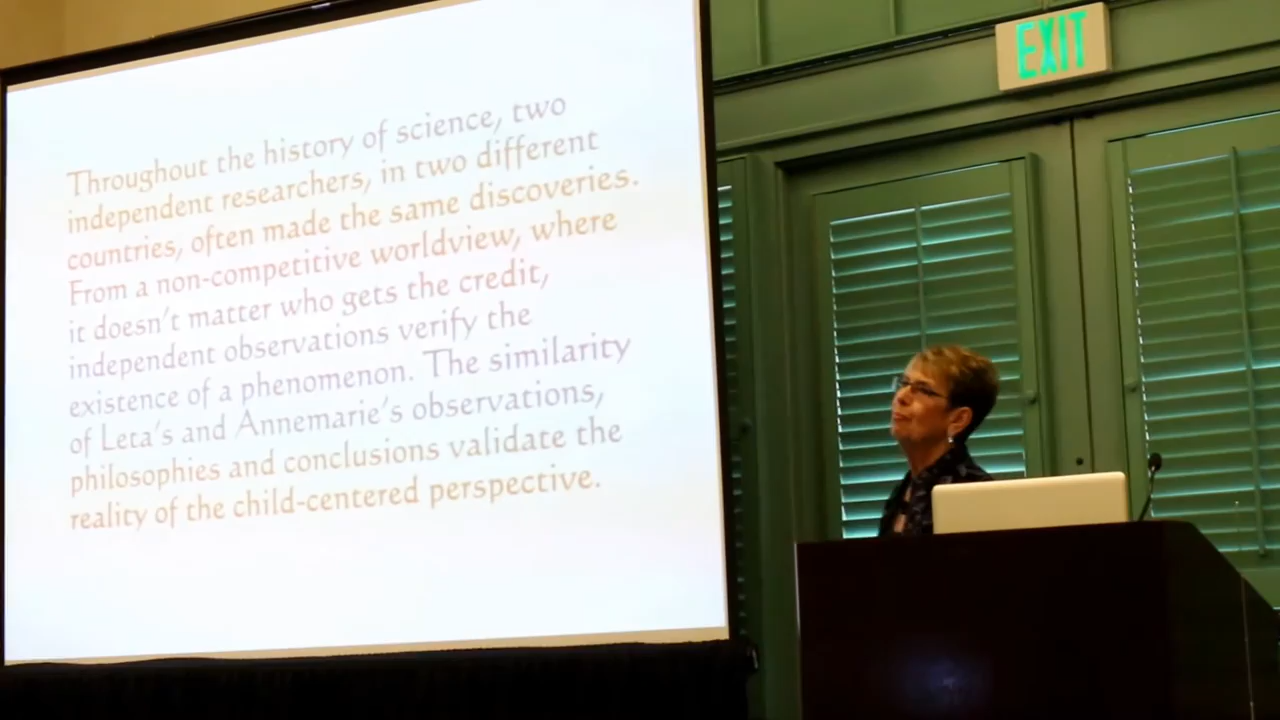 Throughout the history of science, two
independent researchers, in two different
countries, often made the same discoveries.
From a non-competitive worldview, where
it doesn't matter who gets the credit,
independent observations verify the
existence of a phenomenon. The similarity
of Leta's and Annemarie's observations,
philosophies and conclusions validate the
reality of the child-centered perspective.
EXIT